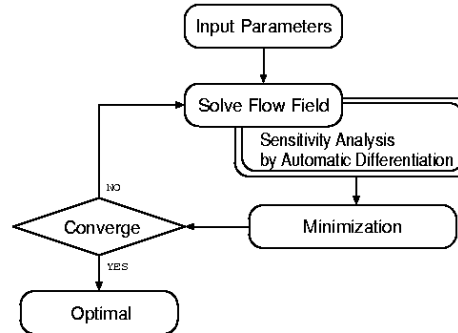 Input Parameters
Solve Flow Field
Sensitivity Analysis
by Automatic Differentiation
NO
Converge
Minimization
YES
Optimal